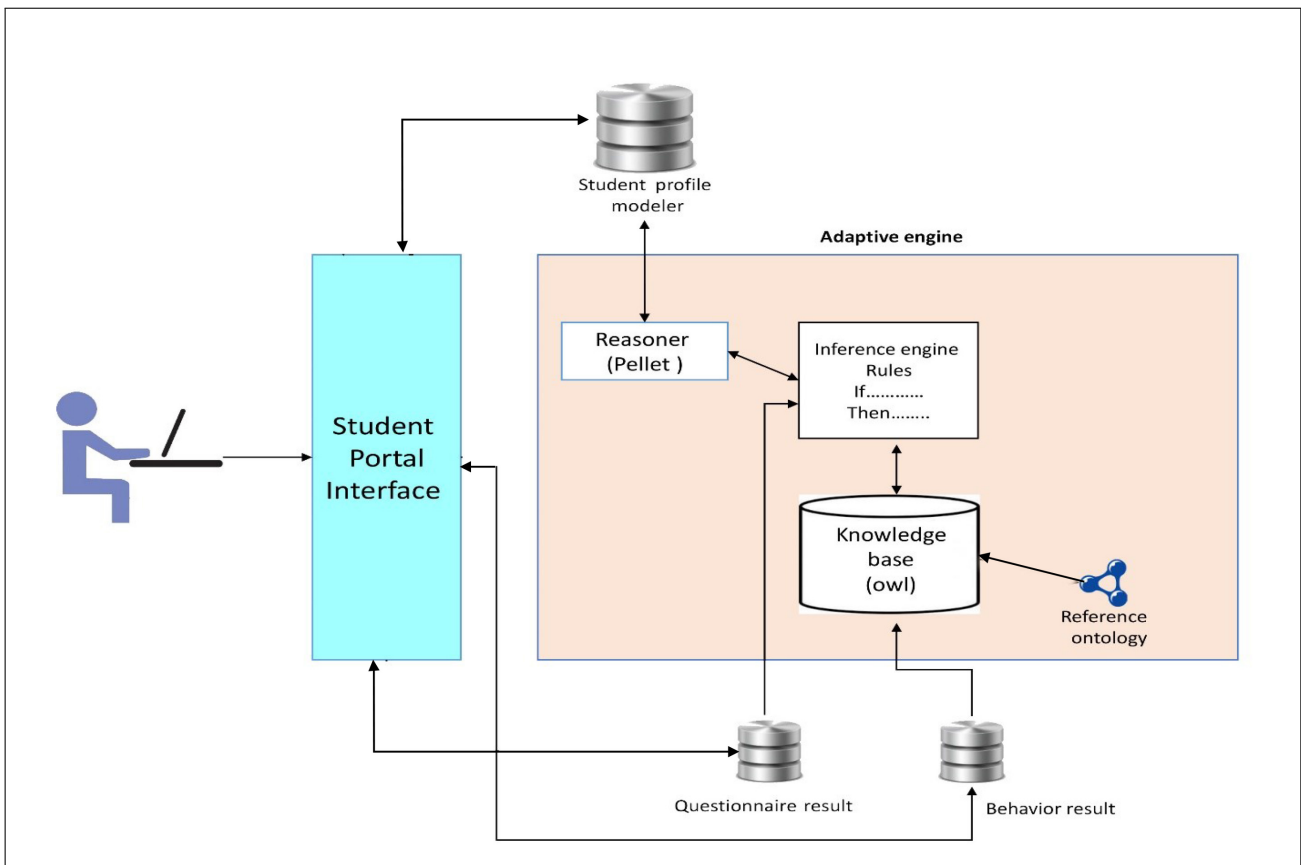 Student profile
modeler
Adaptive engine
Reasoner
(Pellet )
Inference engine
Rules
If............
Then........
Student
Portal
Interface
Knowledge
base
(owl)
Reference
ontology
Questionnaire result
Behavior result